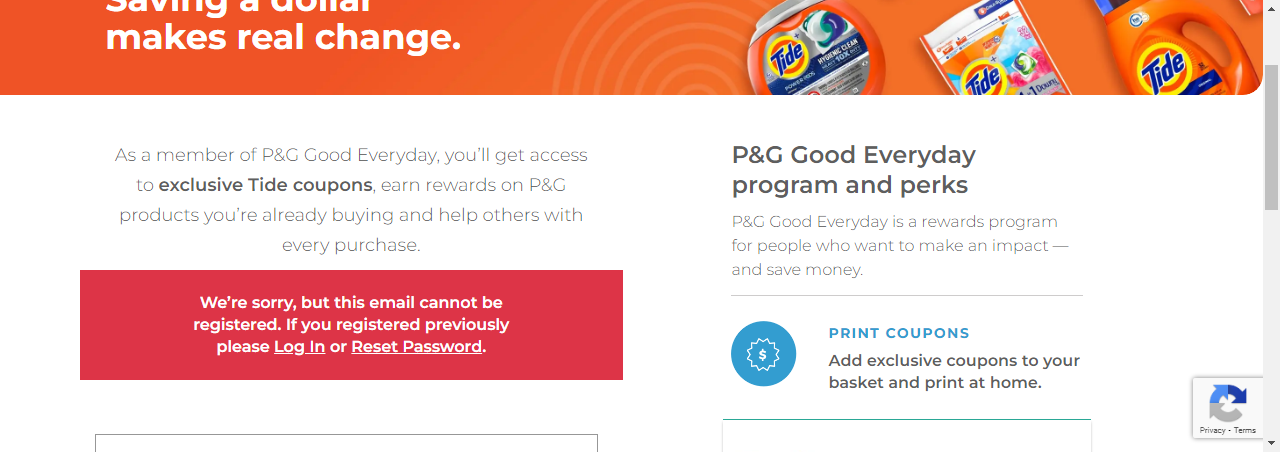 Saving a dollar
makes real change.
Tide
HYGIENIC CLEAN
10X
POWER PODS
Tide
Downy
Tide
As a member of P&G Good Everyday, you’ll get access
to exclusive Tide coupons, earn rewards on P&G
products you’re already buying and help others with
every purchase.
We’re sorry, but this email cannot be
registered. If you registered previously
please Log In or Reset Password.
P&G Good Everyday
program and perks
P&G Good Everyday is a rewards program
for people who want to make an impact —
and save money.
$
PRINT COUPONS
Add exclusive coupons to your
basket and print at home.
Privacy - Terms